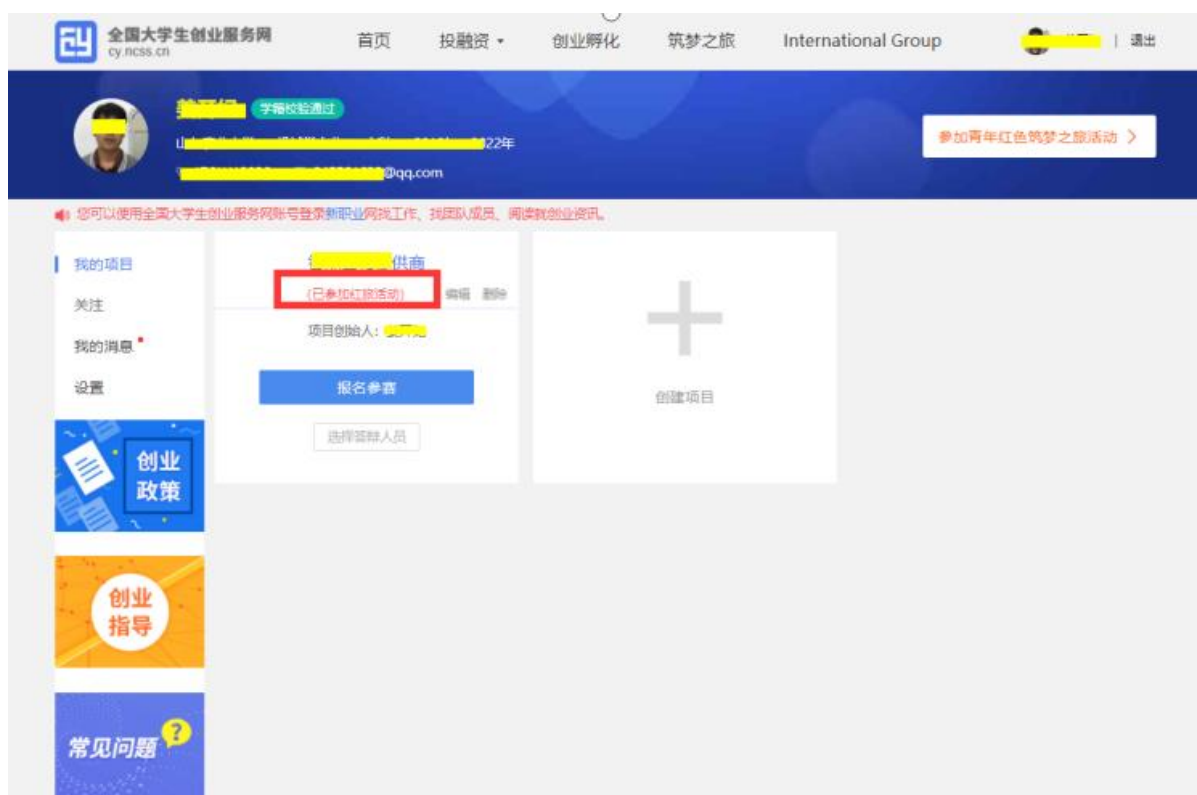 全国大学生创业服务网
cy.ncss.cn
首页 投融资 创业孵化 筑梦之旅 International Group | 退出
学籍校验通过
22年
@qq.com
参加青年红色筑梦之旅活动 >
您可以使用全国大学生创业服务网账号登录新职业网找工作、找团队成员、阅读就创业资讯。
我的项目
关注
我的消息
设置
供商
(已参加红旅活动) 编辑 删除
项目创始人:
报名参赛
选择答辩人员
创建项目
创业
政策
创业
指导
常见问题 ?